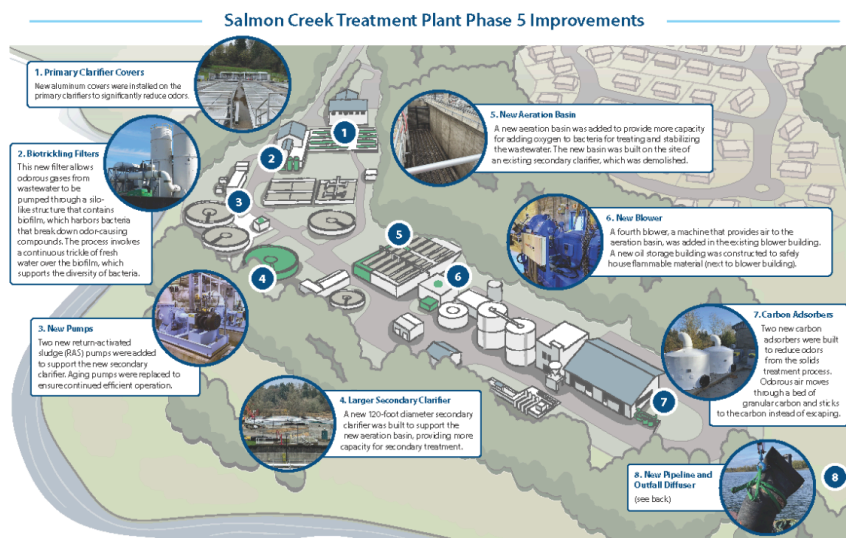 Salmon Creek Treatment Plant Phase 5 Improvements
1. Primary Clarifier Covers
New aluminum covers were installed on the
primary clarifiers to significantly reduce odors.
2. Biotrickling Filters
This new filter allows
odorous gases from
wastewater to be
pumped through a silo-
like structure that contains
biofilm, which harbors bacteria
that break down odor-causing
compounds. The process involves
a continuous trickle of fresh
water over the biofilm, which
supports the diversity of bacteria.
3. New Pumps
Two new return-activated
sludge (RAS) pumps were added
to support the new secondary
clarifier. Aging pumps were replaced to
ensure continued efficient operation.
4. Larger Secondary Clarifier
A new 120-foot diameter secondary
clarifier was built to support the
new aeration basin, providing more
capacity for secondary treatment.
5. New Aeration Basin
A new aeration basin was added to provide more capacity
for adding oxygen to bacteria for treating and stabilizing
the wastewater. The new basin was built on the site of
an existing secondary clarifier, which was demolished.
6. New Blower
A fourth blower, a machine that provides air to the
aeration basin, was added in the existing blower building.
A new oil storage building was constructed to safely
house flammable material (next to blower building).
7. Carbon Adsorbers
Two new carbon
adsorbers were built
to reduce odors
from the solids
treatment process.
Odorous air moves
through a bed of
granular carbon and sticks
to the carbon instead of escaping.
8. New Pipeline and
Outfall Diffuser
(see back)
1
2
3
4
5
6
7
8